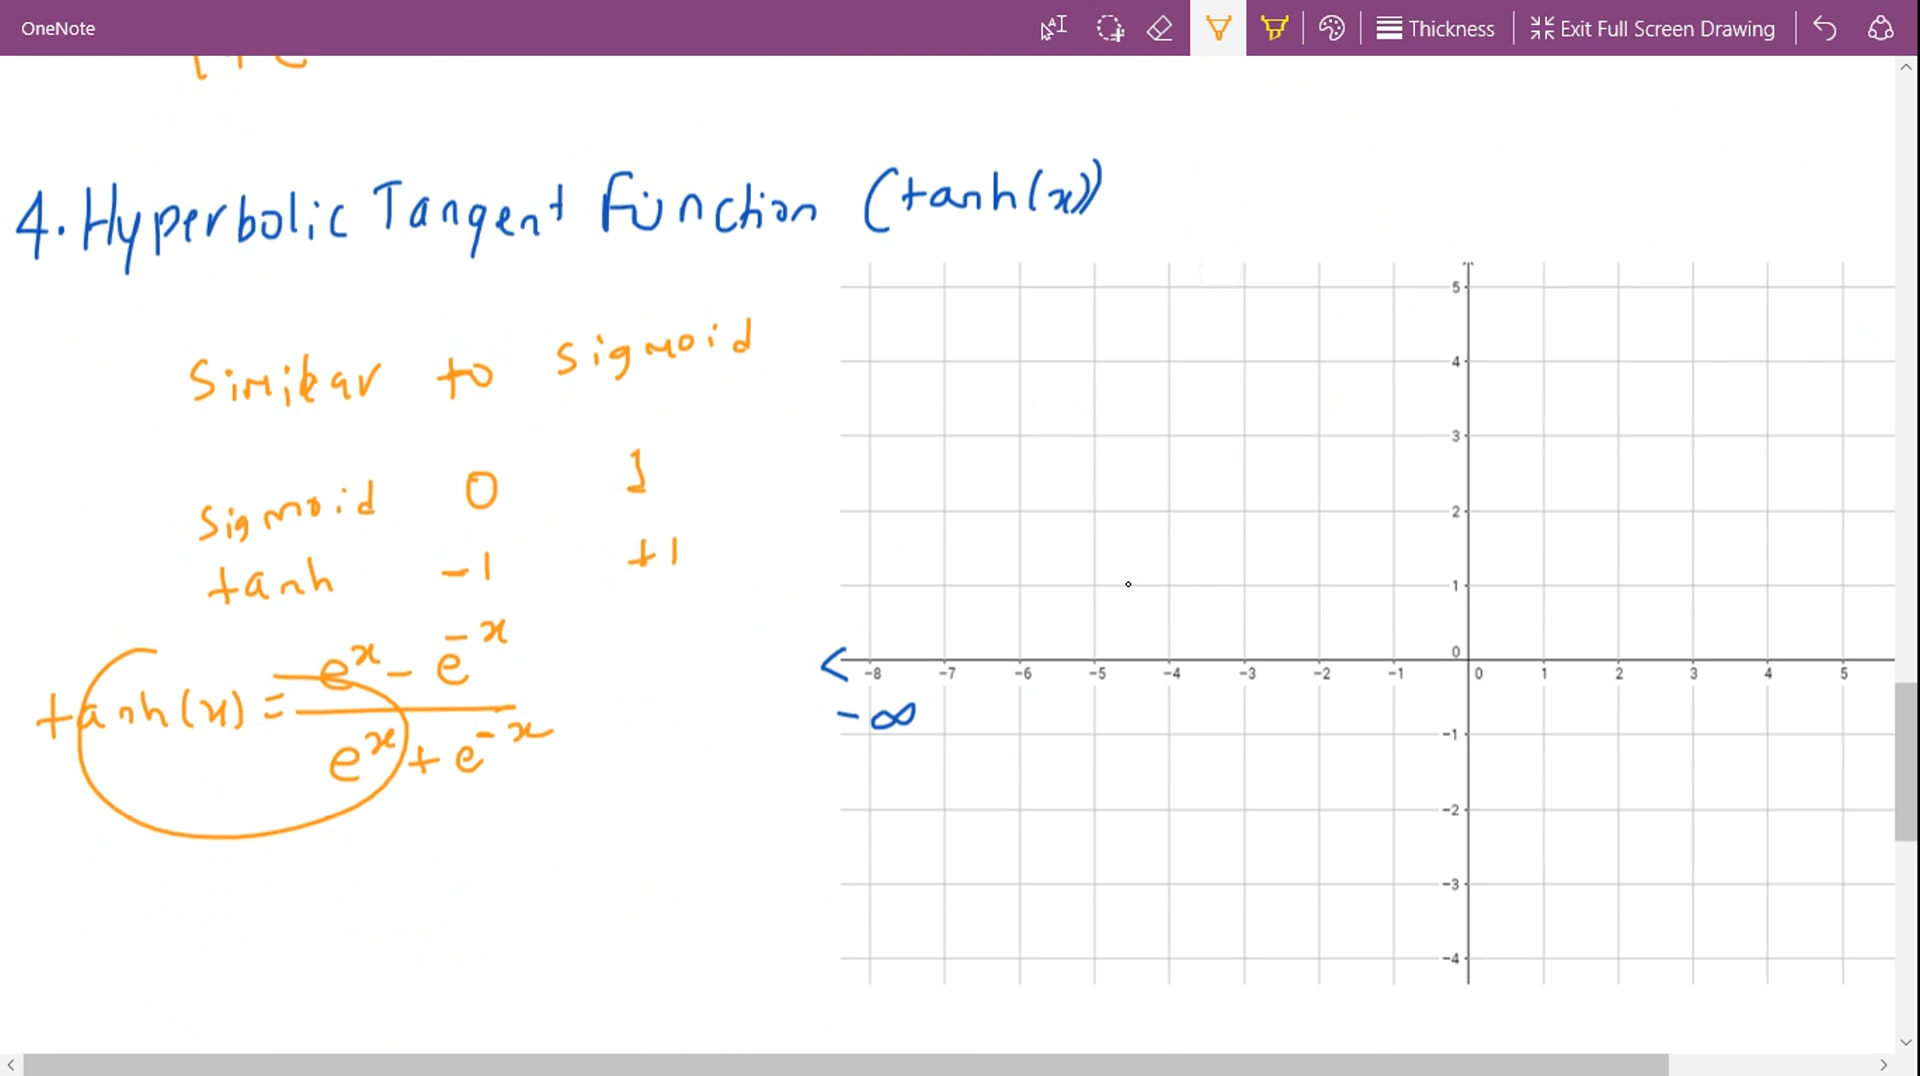 OneNote
Thickness
Exit Full Screen Drawing
4. Hyperbolic Tangent Function (tanh(x))
Similar to sigmoid
sigmoid 0 1
tanh -1 +1
tanh(x) = e^x - e^-x
e^x + e^-x
5
4
3
2
1
0
-8 -7 -6 -5 -4 -3 -2 -1 0 1 2 3 4 5
-∞
-1
-2
-3
-4